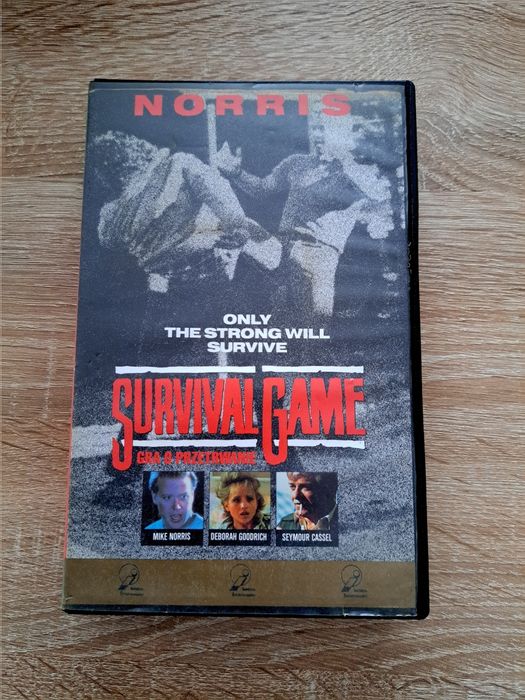 NORRIS
ONLY
THE STRONG WILL
SURVIVE
SURVIVAL GAME
GRA O PRZETRWANIE
MIKE NORRIS
DEBORAH GOODRICH
SEYMOUR CASSEL